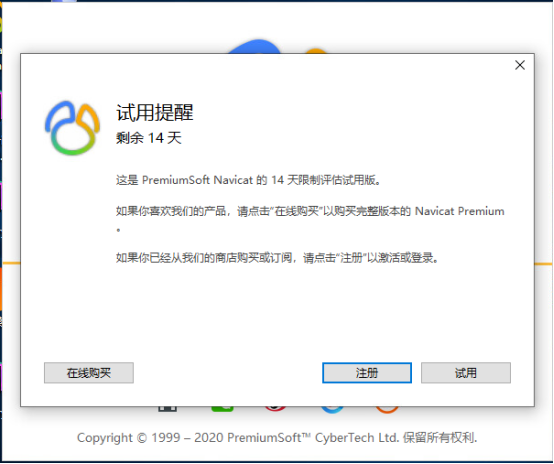 试用提醒
剩余 14 天
这是 PremiumSoft Navicat 的 14 天限制评估试用版。
如果你喜欢我们的产品，请点击“在线购买”以购买完整版本的 Navicat Premium
。
如果你已经从我们的商店购买或订阅，请点击“注册”以激活或登录。
在线购买 注册 试用
Copyright © 1999 – 2020 PremiumSoft™ CyberTech Ltd. 保留所有权利.